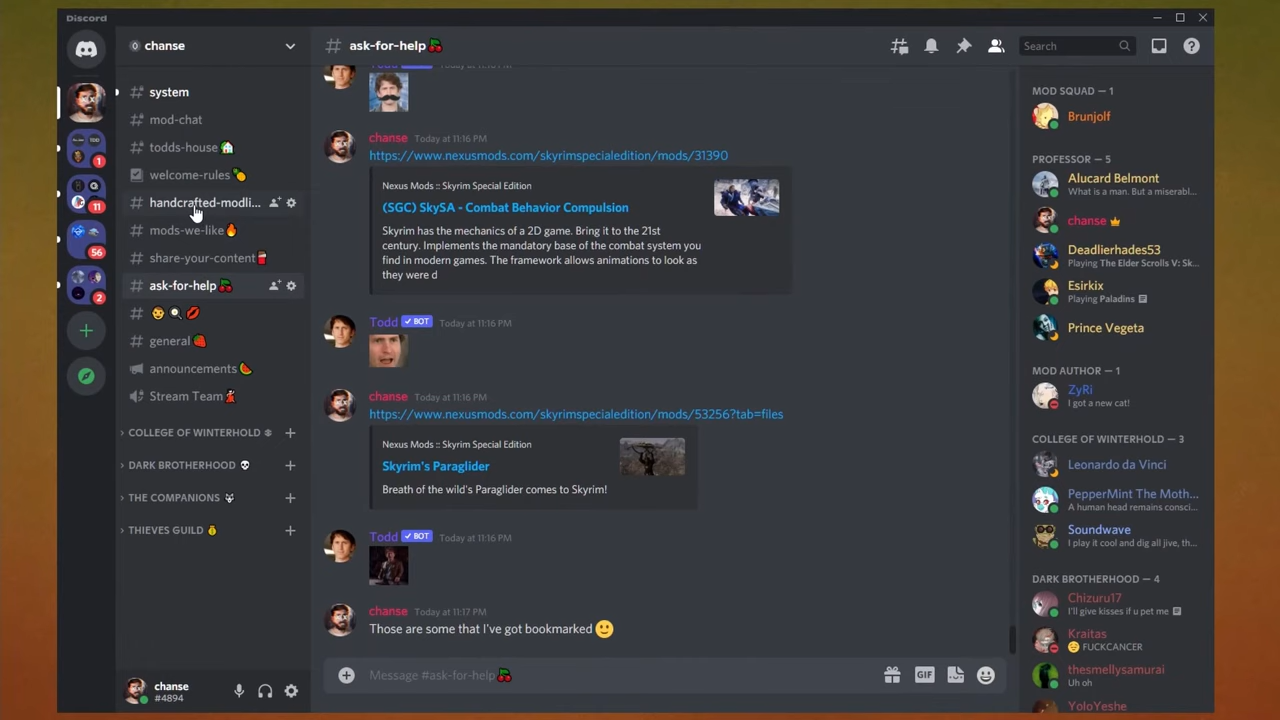 Discord
chanse
# ask-for-help🍒
Search
1
11
56
2
system
mod-chat
todds-house🏠
welcome-rules🍍
handcrafted-modli...
mods-we-like🔥
share-your-content
ask-for-help🍒
general🍓
announcements🍉
Stream Team💃
COLLEGE OF WINTERHOLD ❄
DARK BROTHERHOOD 💀
THE COMPANIONS 🐺
THIEVES GUILD 💰
chanse
#4894
chanse Today at 11:16 PM
https://www.nexusmods.com/skyrimspecialedition/mods/31390
Nexus Mods :: Skyrim Special Edition
(SGC) SkySA - Combat Behavior Compulsion
Skyrim has the mechanics of a 2D game. Bring it to the 21st
century. Implements the mandatory base of the combat system you
find in modern games. The framework allows animations to look as
they were d
Todd ✓ BOT Today at 11:16 PM
chanse Today at 11:16 PM
https://www.nexusmods.com/skyrimspecialedition/mods/53256?tab=files
Nexus Mods :: Skyrim Special Edition
Skyrim's Paraglider
Breath of the wild's Paraglider comes to Skyrim!
Todd ✓ BOT Today at 11:16 PM
chanse Today at 11:17 PM
Those are some that I've got bookmarked 🙂
Message #ask-for-help🍒
GIF
MOD SQUAD — 1
Brunjolf
PROFESSOR — 5
Alucard Belmont
What is a man. But a miserabl...
chanse
Deadlierhades53
Playing The Elder Scrolls V: Sk...
Esirkix
Playing Paladins
Prince Vegeta
MOD AUTHOR — 1
ZyRi
I got a new cat!
COLLEGE OF WINTERHOLD — 3
Leonardo da Vinci
PepperMint The Moth...
A human head remains consci...
Soundwave
I play it cool and dig all jive, th...
DARK BROTHERHOOD — 4
Chizuru17
I'll give kisses if u pet me
Kraitas
FUCKCANCER
thesmellysamurai
Uh oh
YoloYeshe